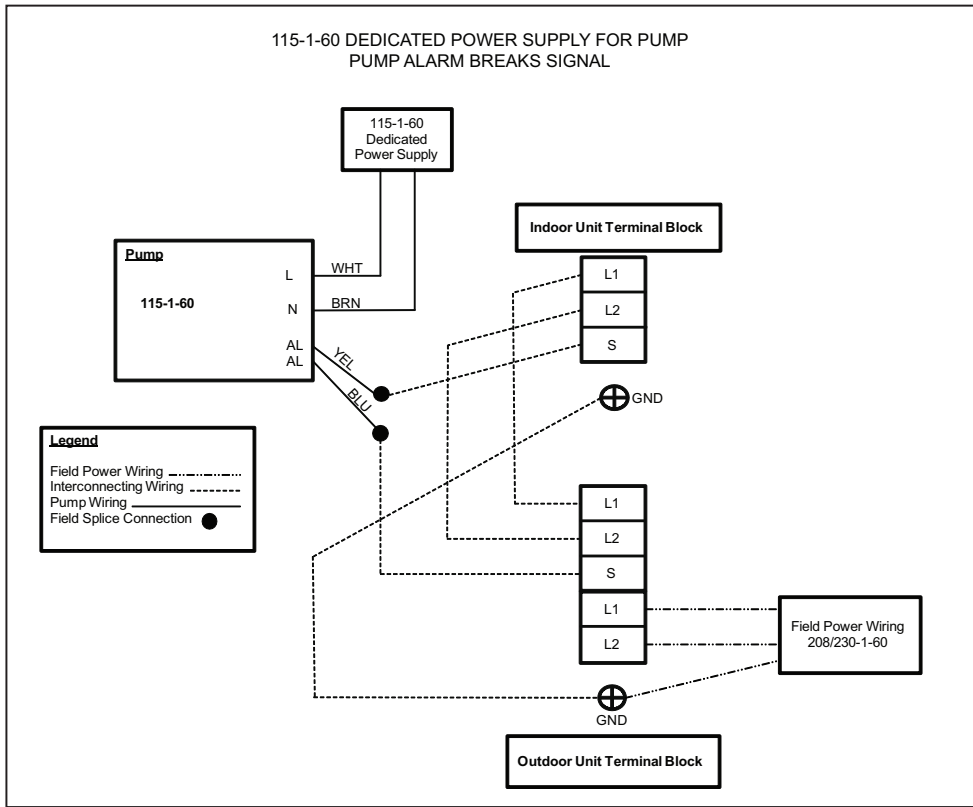 115-1-60 DEDICATED POWER SUPPLY FOR PUMP
PUMP ALARM BREAKS SIGNAL
115-1-60
Dedicated
Power Supply
Indoor Unit Terminal Block
Pump
115-1-60
L
WHT
N
BRN
AL
AL
YEL
BLU
L1
L2
S
GND
Legend
Field Power Wiring
Interconnecting Wiring
Pump Wiring
Field Splice Connection
L1
L2
S
L1
L2
Field Power Wiring
208/230-1-60
GND
Outdoor Unit Terminal Block